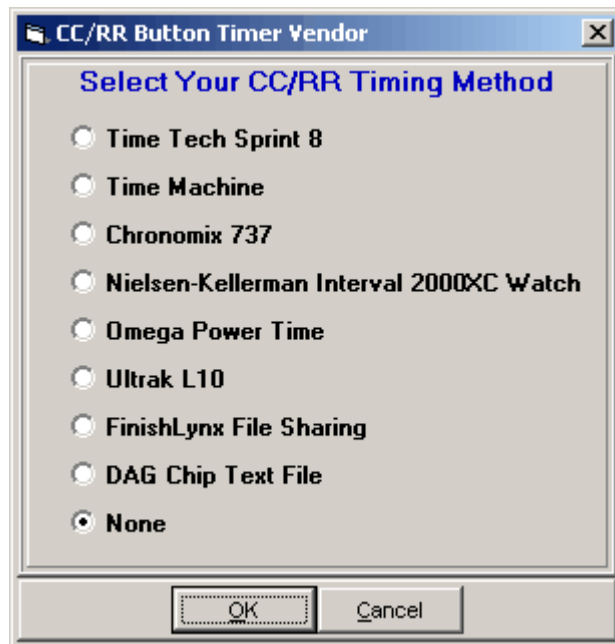 CC/RR Button Timer Vendor
Select Your CC/RR Timing Method
Time Tech Sprint 8
Time Machine
Chronomix 737
Nielsen-Kellerman Interval 2000XC Watch
Omega Power Time
Ultrak L10
FinishLynx File Sharing
DAG Chip Text File
None
OK Cancel